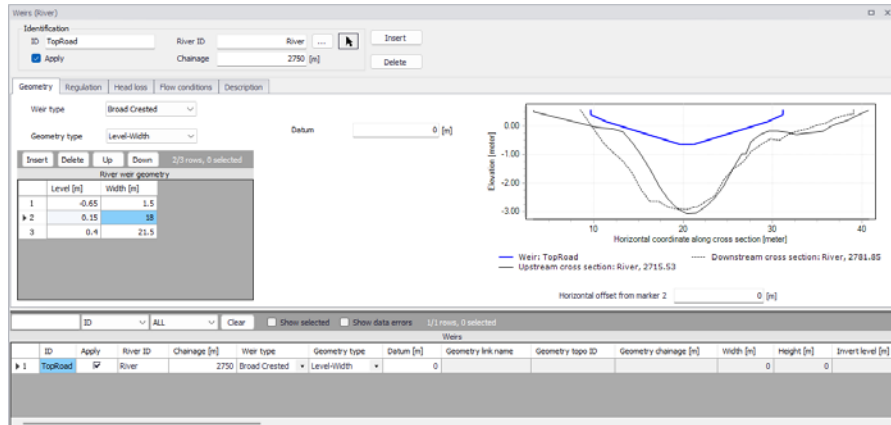 Weirs (River)
Identification
ID TopRoad River ID River ... Insert
Apply Chainage 2750 [m] Delete
Geometry Regulation Head loss Flow conditions Description
Weir type Broad Crested
Geometry type Level-Width Datum 0 [m]
Insert Delete Up Down 2/3 rows, 0 selected
River weir geometry
Level [m] Width [m]
1 -0.65 1.5
2 0.15 18
3 0.4 21.5
Elevation [meter]
0.00
-1.00
-2.00
-3.00
10 20 30 40
Horizontal coordinate along cross section [meter]
Weir: TopRoad Downstream cross section: River, 2781.85
Upstream cross section: River, 2715.53
Horizontal offset from marker 2 0 [m]
ID ALL Clear Show selected Show data errors 1/1 rows, 0 selected
Weirs
ID Apply River ID Chainage [m] Weir type Geometry type Datum [m] Geometry link name Geometry topo ID Geometry chainage [m] Width [m] Height [m] Invert level [m]
1 TopRoad River 2750 Broad Crested Level-Width 0 0 0